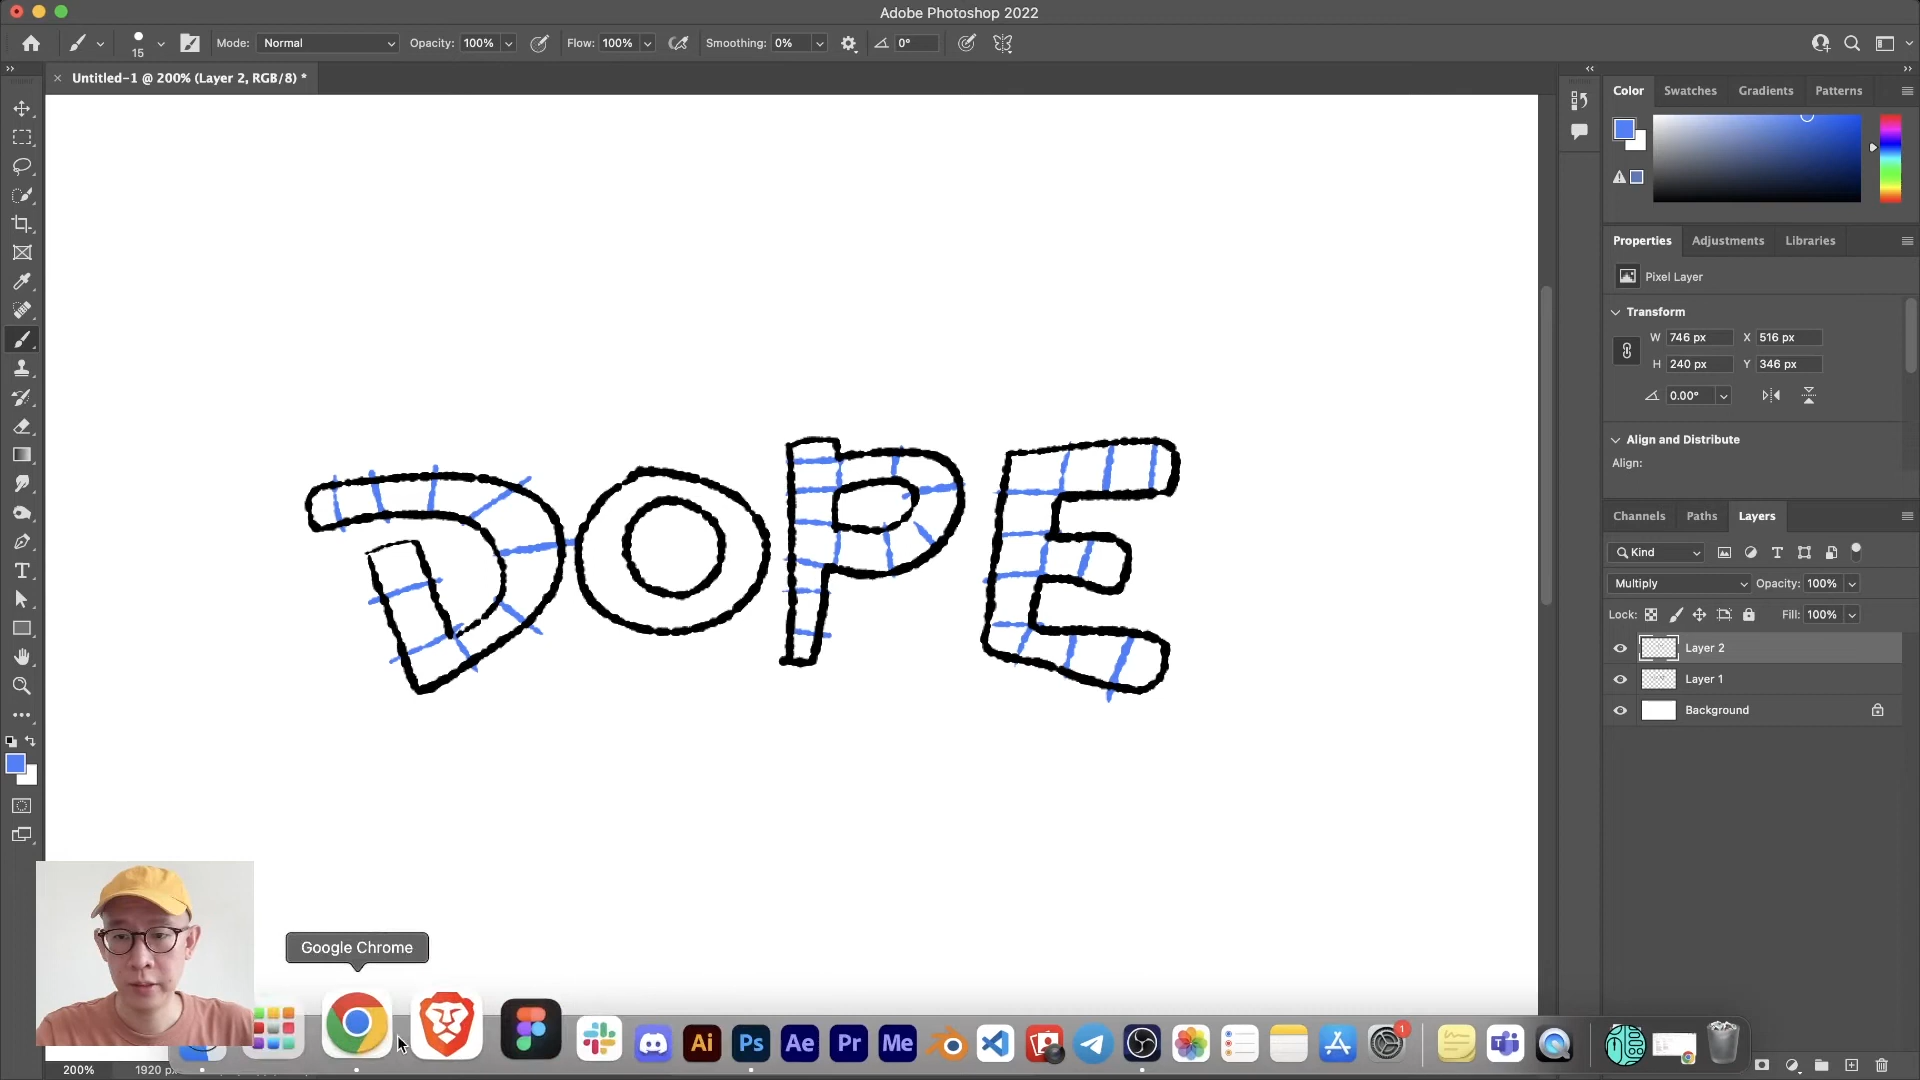 Adobe Photoshop 2022
15 Mode: Normal Opacity: 100% Flow: 100% Smoothing: 0% 0°
Untitled-1 @ 200% (Layer 2, RGB/8) *
Color Swatches Gradients Patterns
Properties Adjustments Libraries
Pixel Layer
Transform
W 746 px X 516 px
H 240 px Y 346 px
0.00°
Align and Distribute
Align:
Channels Paths Layers
Kind
Multiply Opacity: 100%
Lock: Fill: 100%
Layer 2
Layer 1
Background
DOPE
Google Chrome
Ai Ps Ae Pr Me
1
200% 1920 px